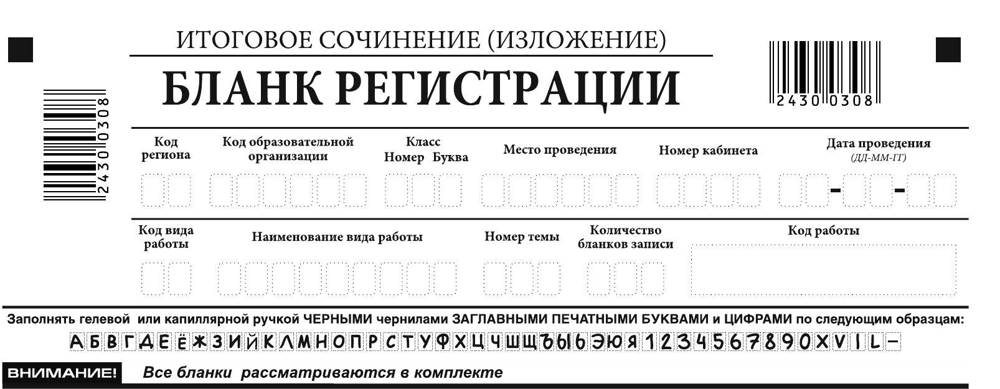 ИТОГОВОЕ СОЧИНЕНИЕ (ИЗЛОЖЕНИЕ)
БЛАНК РЕГИСТРАЦИИ
2430 0308
2430 0308
Код региона
Код образовательной организации
Класс
Номер Буква
Место проведения
Номер кабинета
Дата проведения
(ДД-ММ-ГГ)
Код вида работы
Наименование вида работы
Номер темы
Количество бланков записи
Код работы
Заполнять гелевой или капиллярной ручкой ЧЕРНЫМИ чернилами ЗАГЛАВНЫМИ ПЕЧАТНЫМИ БУКВАМИ и ЦИФРАМИ по следующим образцам:
А Б В Г Д Е Ё Ж З И Й К Л М Н О П Р С Т У Ф Х Ц Ч Ш Щ Ъ Ы Ь Э Ю Я 1 2 3 4 5 6 7 8 9 0 X V I L –
ВНИМАНИЕ! Все бланки рассматриваются в комплекте